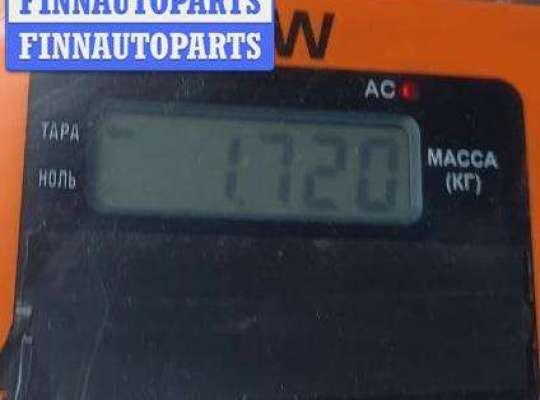 FINNAUTOPARTS
FINNAUTOPARTS
W
AC
ТАРА
1.720
МАССА
НОЛЬ
(КГ)